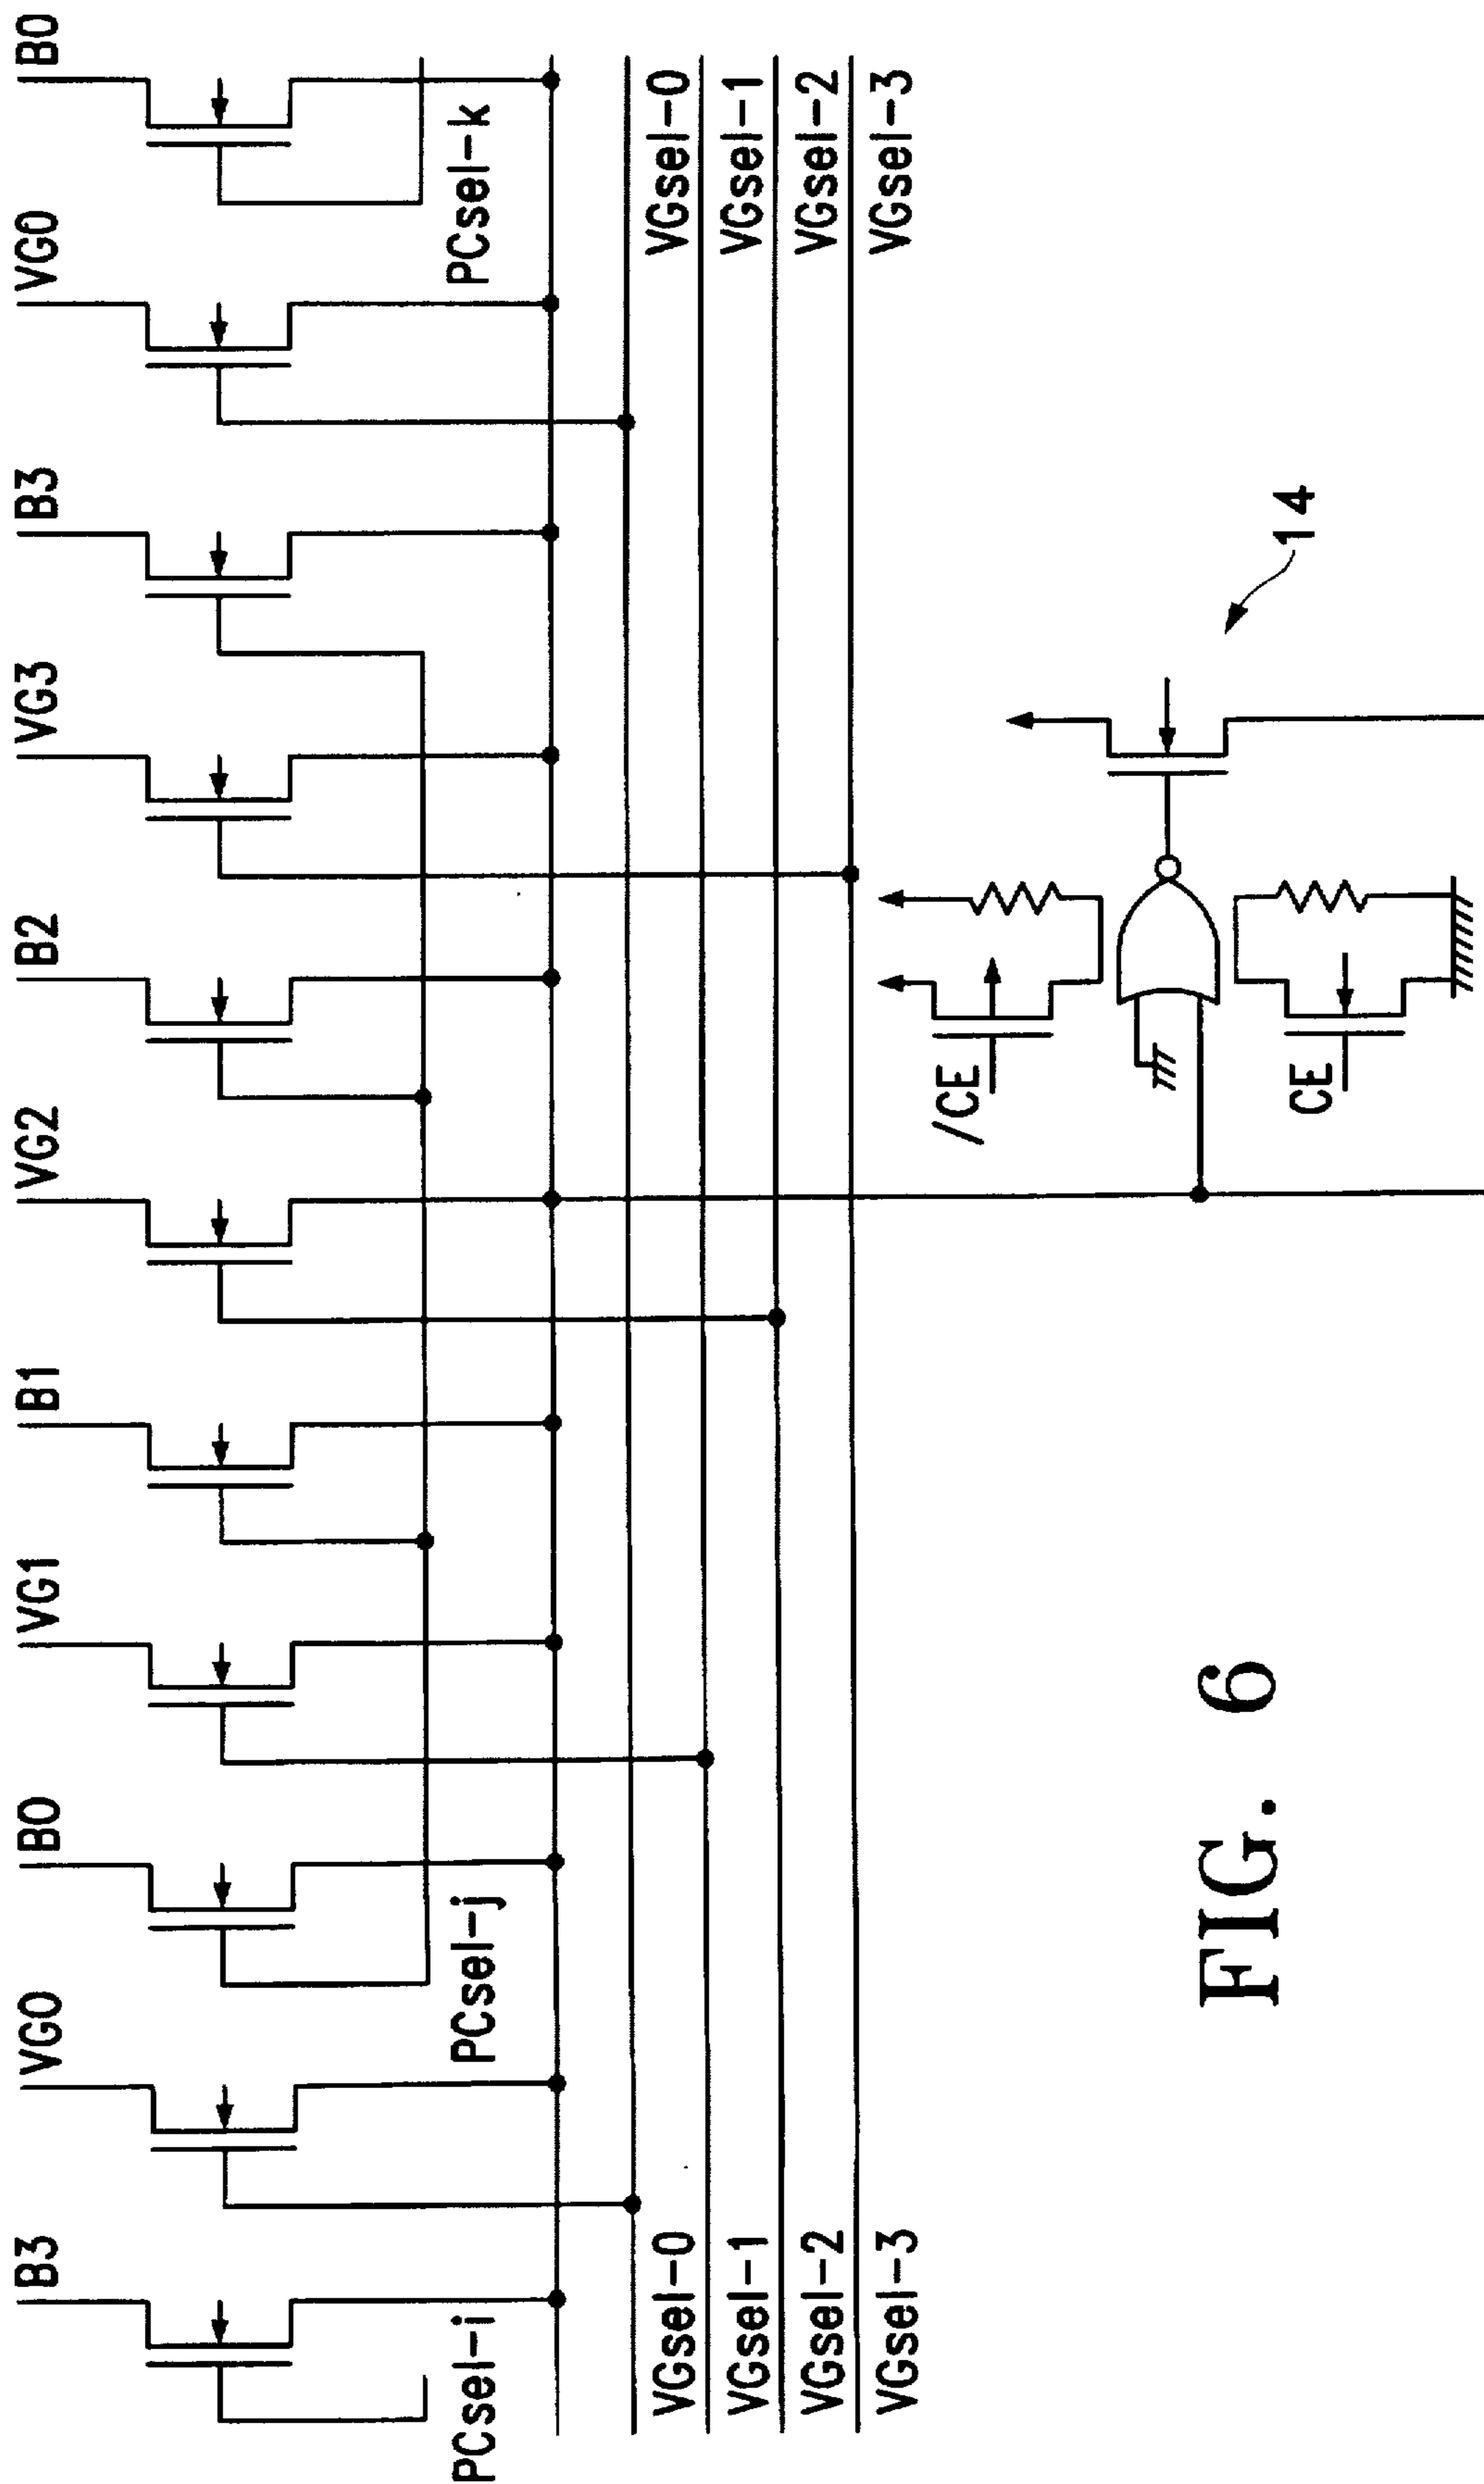 B3 VG0 B0 VG1 B1 VG2 B2 VG3 B3 VG0 B0
PCsel-i PCsel-j PCsel-k
VGsel-0 VGsel-0
VGsel-1 VGsel-1
VGsel-2 VGsel-2
VGsel-3 VGsel-3
/CE
14
CE
FIG. 6